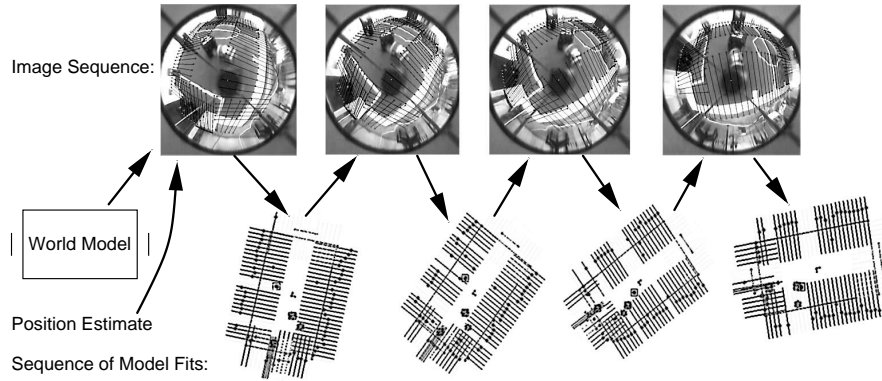 Image Sequence:
World Model
Position Estimate
Sequence of Model Fits: